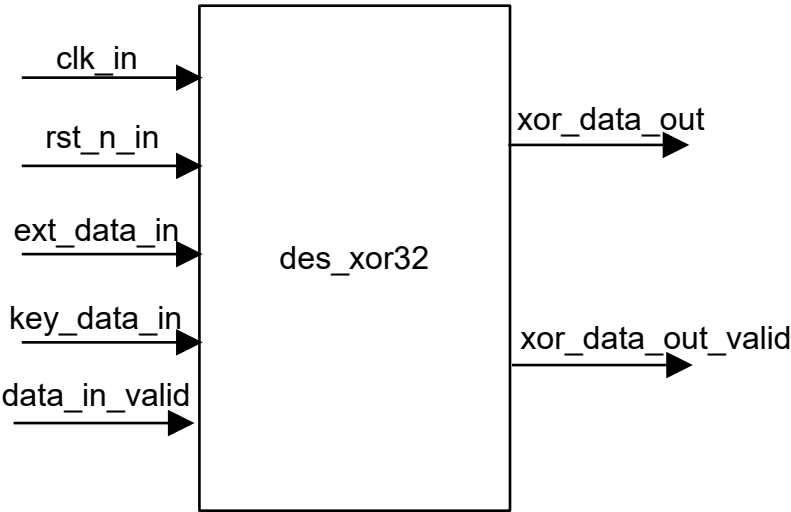 clk_in
rst_n_in
ext_data_in
key_data_in
data_in_valid
des_xor32
xor_data_out
xor_data_out_valid